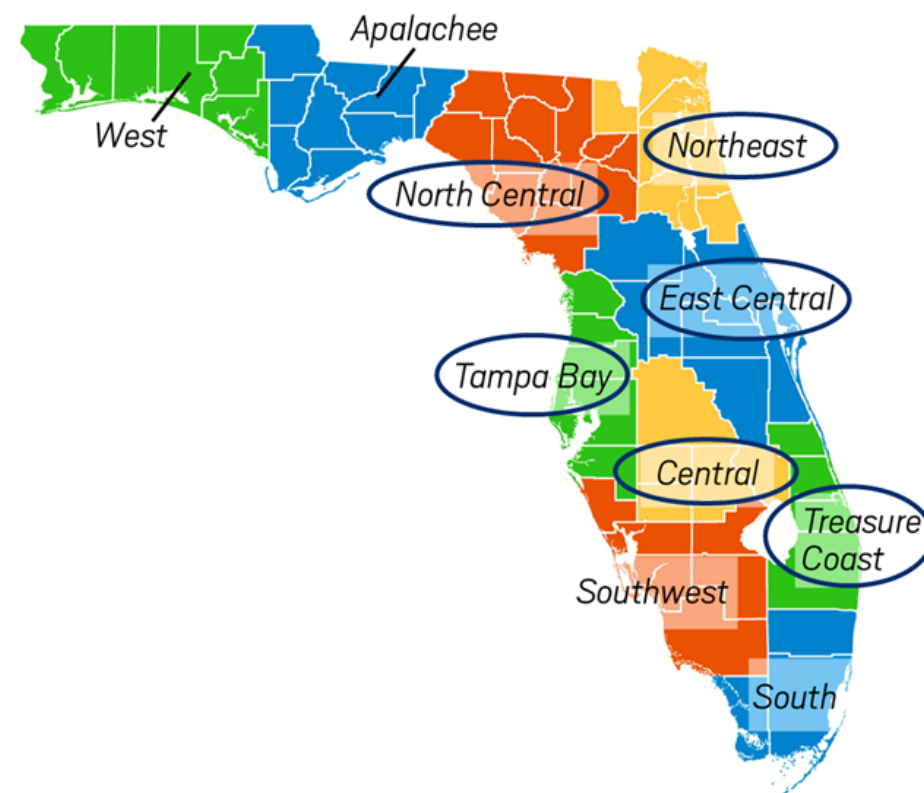 Apalachee
West
Northeast
North Central
East Central
Tampa Bay
Central
Treasure
Coast
Southwest
South